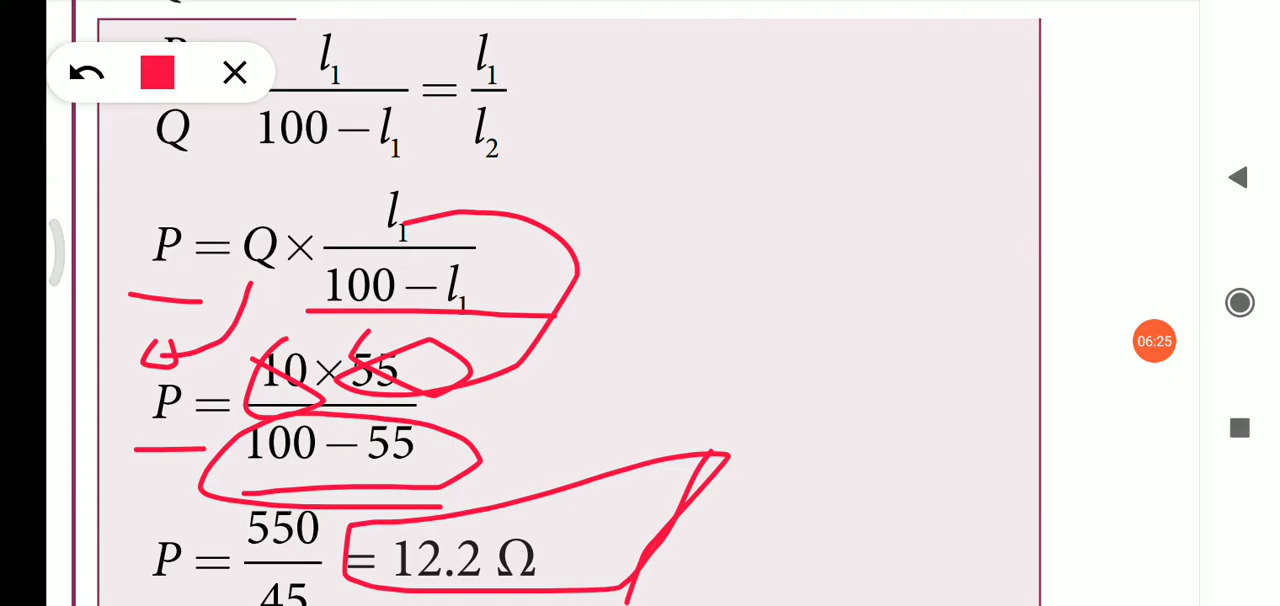 P/Q l₁/(100 – l₁) = l₁/l₂
P = Q × l₁/(100 – l₁)
P = (10 × 55)/(100 – 55)
P = 550/45 = 12.2 Ω
06:25